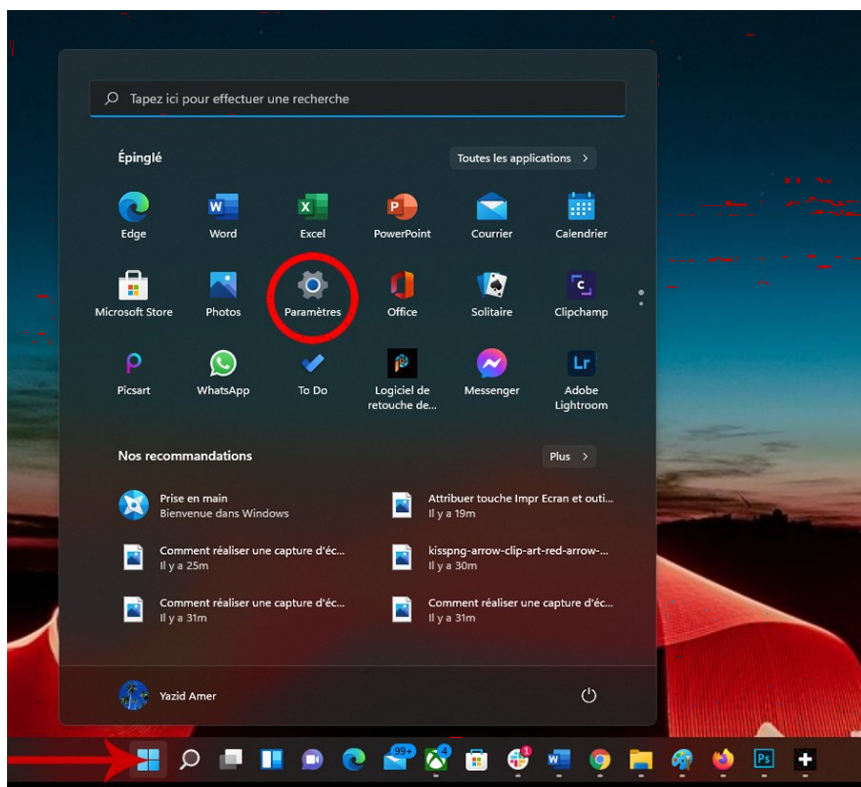 Tapez ici pour effectuer une recherche
Épinglé
Toutes les applications >
Edge
Word
Excel
PowerPoint
Courrier
Calendrier
Microsoft Store
Photos
Paramètres
Office
Solitaire
Clipchamp
Picsart
WhatsApp
To Do
Logiciel de
retouche de...
Messenger
Adobe
Lightroom
Nos recommandations
Plus >
Prise en main
Bienvenue dans Windows
Attribuer touche Impr Ecran et outi...
Il y a 19m
Comment réaliser une capture d'éc...
Il y a 25m
kisspng-arrow-clip-art-red-arrow-...
Il y a 30m
Comment réaliser une capture d'éc...
Il y a 31m
Comment réaliser une capture d'éc...
Il y a 31m
Yazid Amer
99+
4
1
Ps